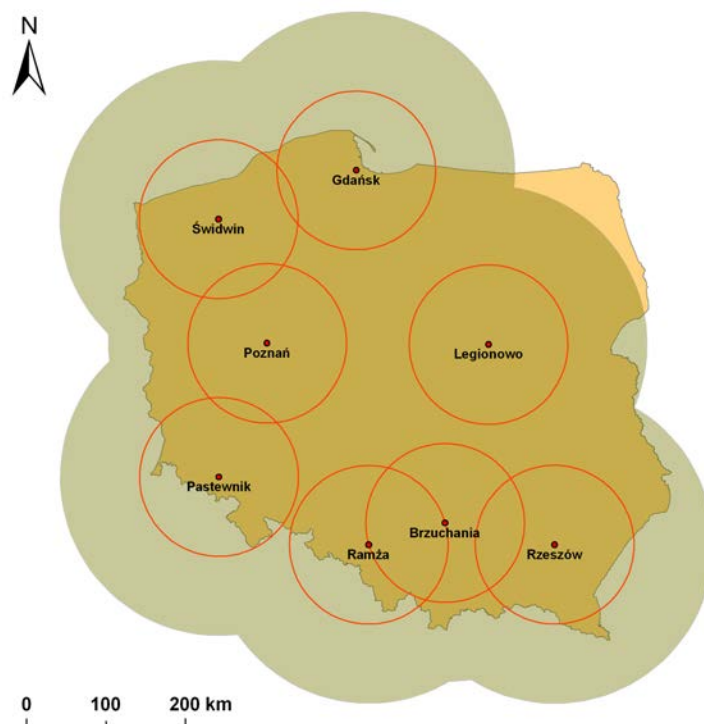 N
Gdańsk
Świdwin
Poznań
Legionowo
Pastewnik
Brzuchania
Ramża
Rzeszów
0 100 200 km